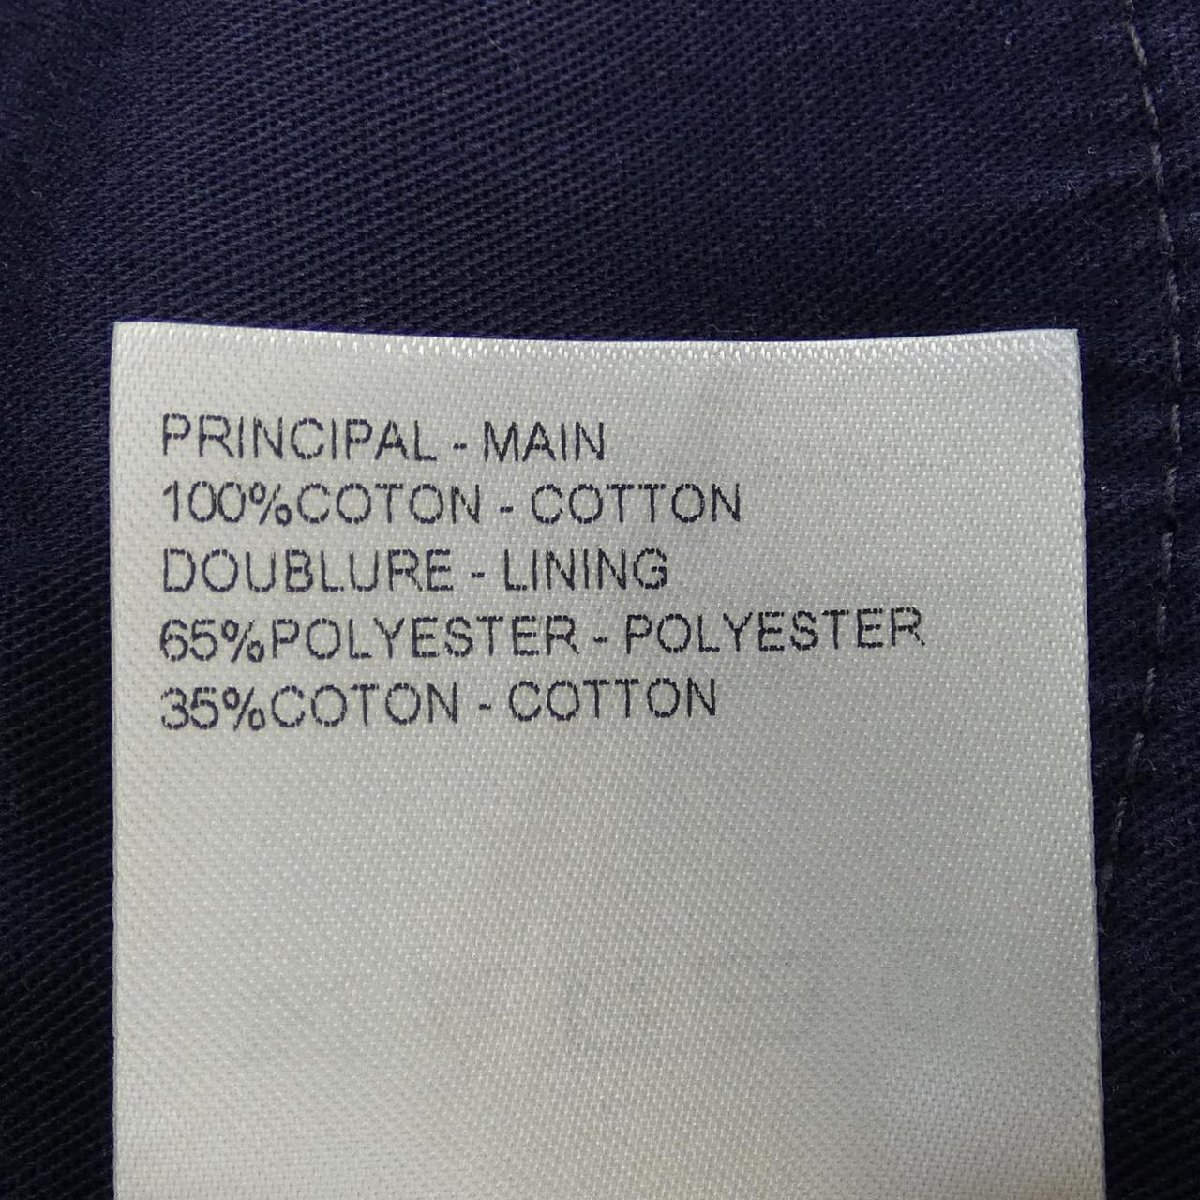 PRINCIPAL - MAIN
100%COTON - COTTON
DOUBLURE - LINING
65%POLYESTER - POLYESTER
35%COTON - COTTON